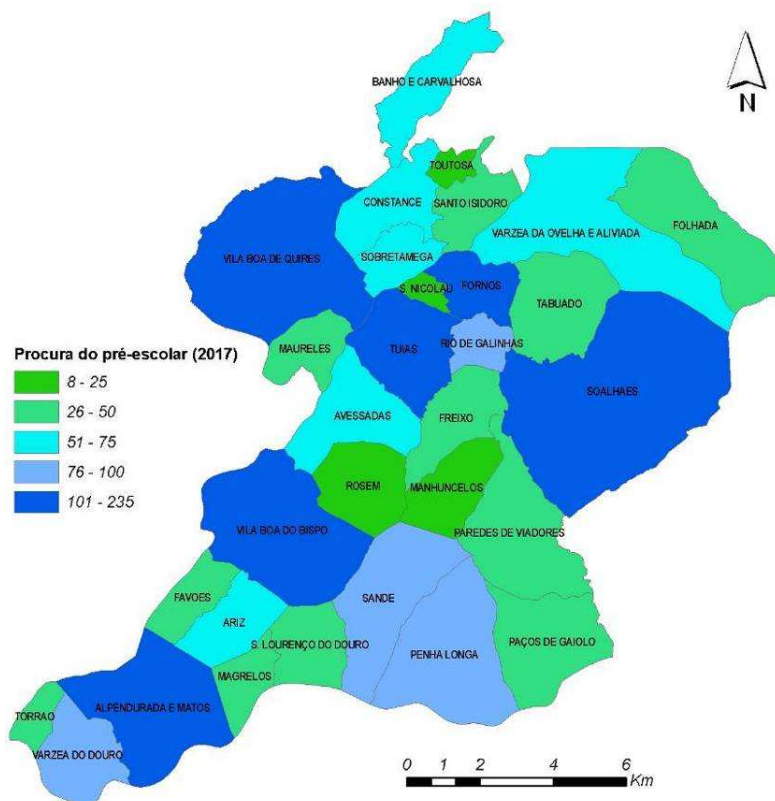 BANHO E CARVALHOSA
N
TOUTOSA
CONSTANCE
SANTO ISIDORO
FOLHADA
VARZEA DA OVELHA E ALIVIADA
SOBRETAMEGA
VILA BOA DE QUIRES
S. NICOLAU
FORNOS
TABUADO
Procura do pré-escolar (2017)
8 - 25
26 - 50
51 - 75
76 - 100
101 - 235
MAURELES
TUIAS
RIO DE GALINHAS
SOALHAES
AVESSADAS
FREIXO
ROSEM
MANHUNCELOS
VILA BOA DO BISPO
PAREDES DE VIADORES
FAVOES
SANDE
ARIZ
S. LOURENÇO DO DOURO
PAÇOS DE GAIOLO
PENHA LONGA
MAGRELOS
ALPENDURADA E MATOS
TORRAO
VARZEA DO DOURO
0 1 2 4 6
Km